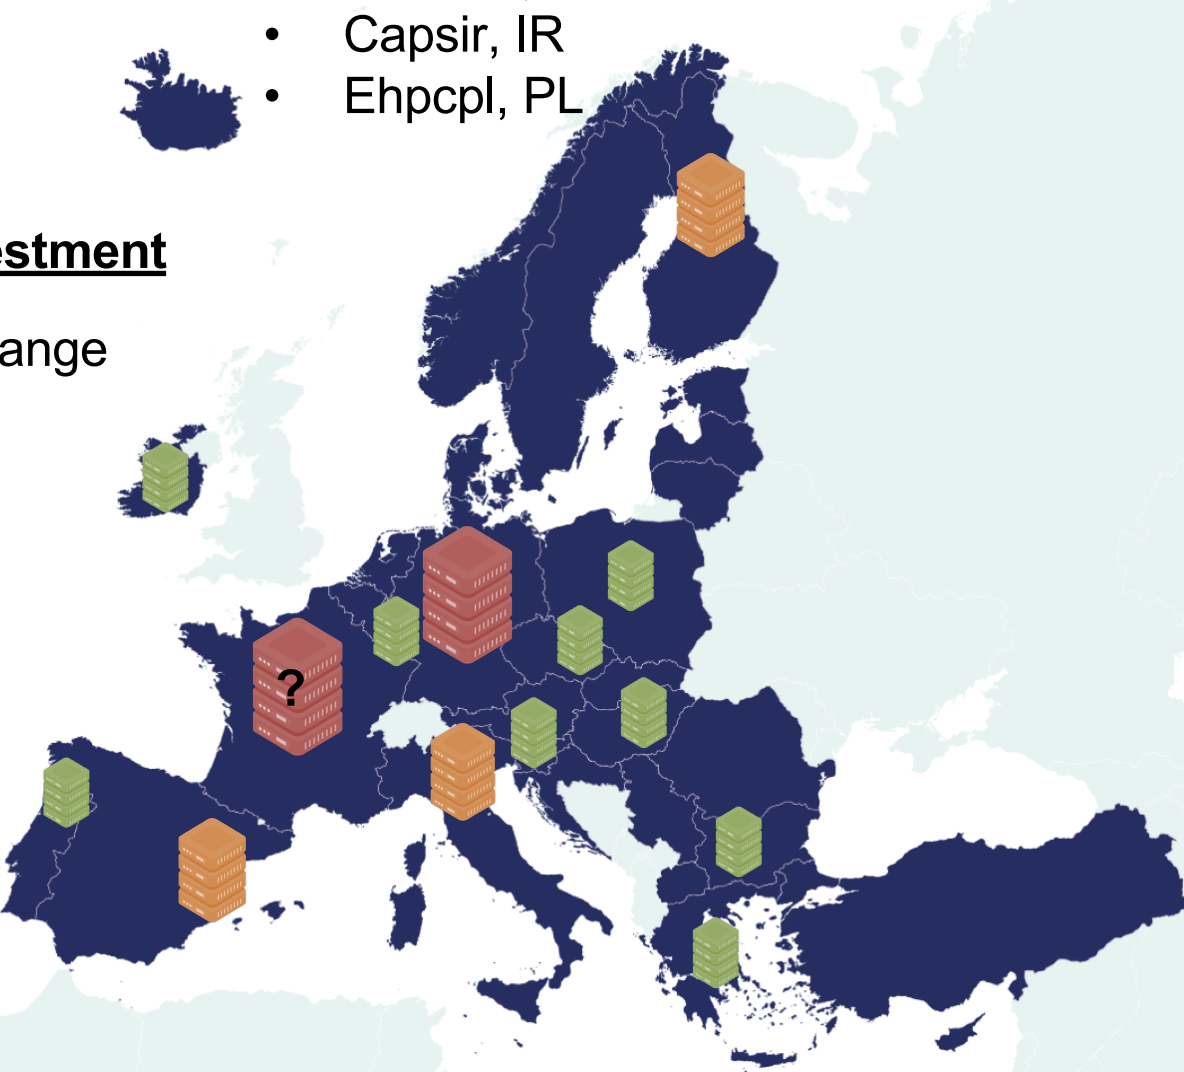 • Capsir, IR
• Ehpcpl, PL
estment
ange
?